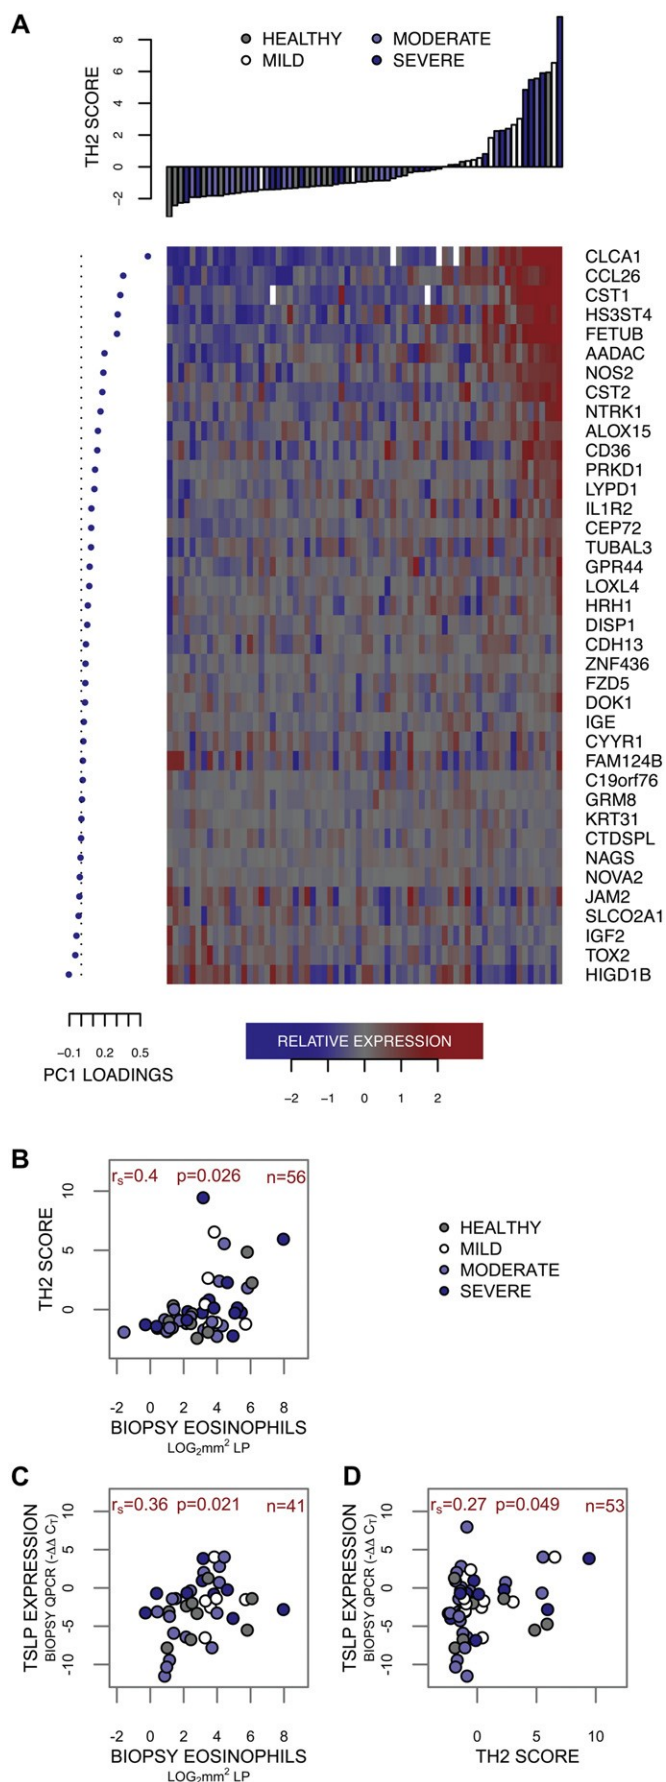 A
HEALTHY MODERATE
MILD SEVERE
TH2 SCORE
8
6
4
2
0
-2
CLCA1
CCL26
CST1
HS3ST4
FETUB
AADAC
NOS2
CST2
NTRK1
ALOX15
CD36
PRKD1
LYPD1
IL1R2
CEP72
TUBAL3
GPR44
LOXL4
HRH1
DISP1
CDH13
ZNF436
FZD5
DOK1
IGE
CYYR1
FAM124B
C19orf76
GRM8
KRT31
CTDSPL
NAGS
NOVA2
JAM2
SLCO2A1
IGF2
TOX2
HIGD1B
-0.1 0.2 0.5
PC1 LOADINGS
RELATIVE EXPRESSION
-2 -1 0 1 2
B
rs=0.4 p=0.026 n=56
TH2 SCORE
10
5
0
-2 0 2 4 6 8
BIOPSY EOSINOPHILS
LOG2mm2 LP
HEALTHY
MILD
MODERATE
SEVERE
C
rs=0.36 p=0.021 n=41
TSLP EXPRESSION
BIOPSY QPCR (-ΔΔ CT)
10
5
0
-5
-10
-2 0 2 4 6 8
BIOPSY EOSINOPHILS
LOG2mm2 LP
D
rs=0.27 p=0.049 n=53
TSLP EXPRESSION
BIOPSY QPCR (-ΔΔ CT)
10
5
0
-5
-10
0 5 10
TH2 SCORE